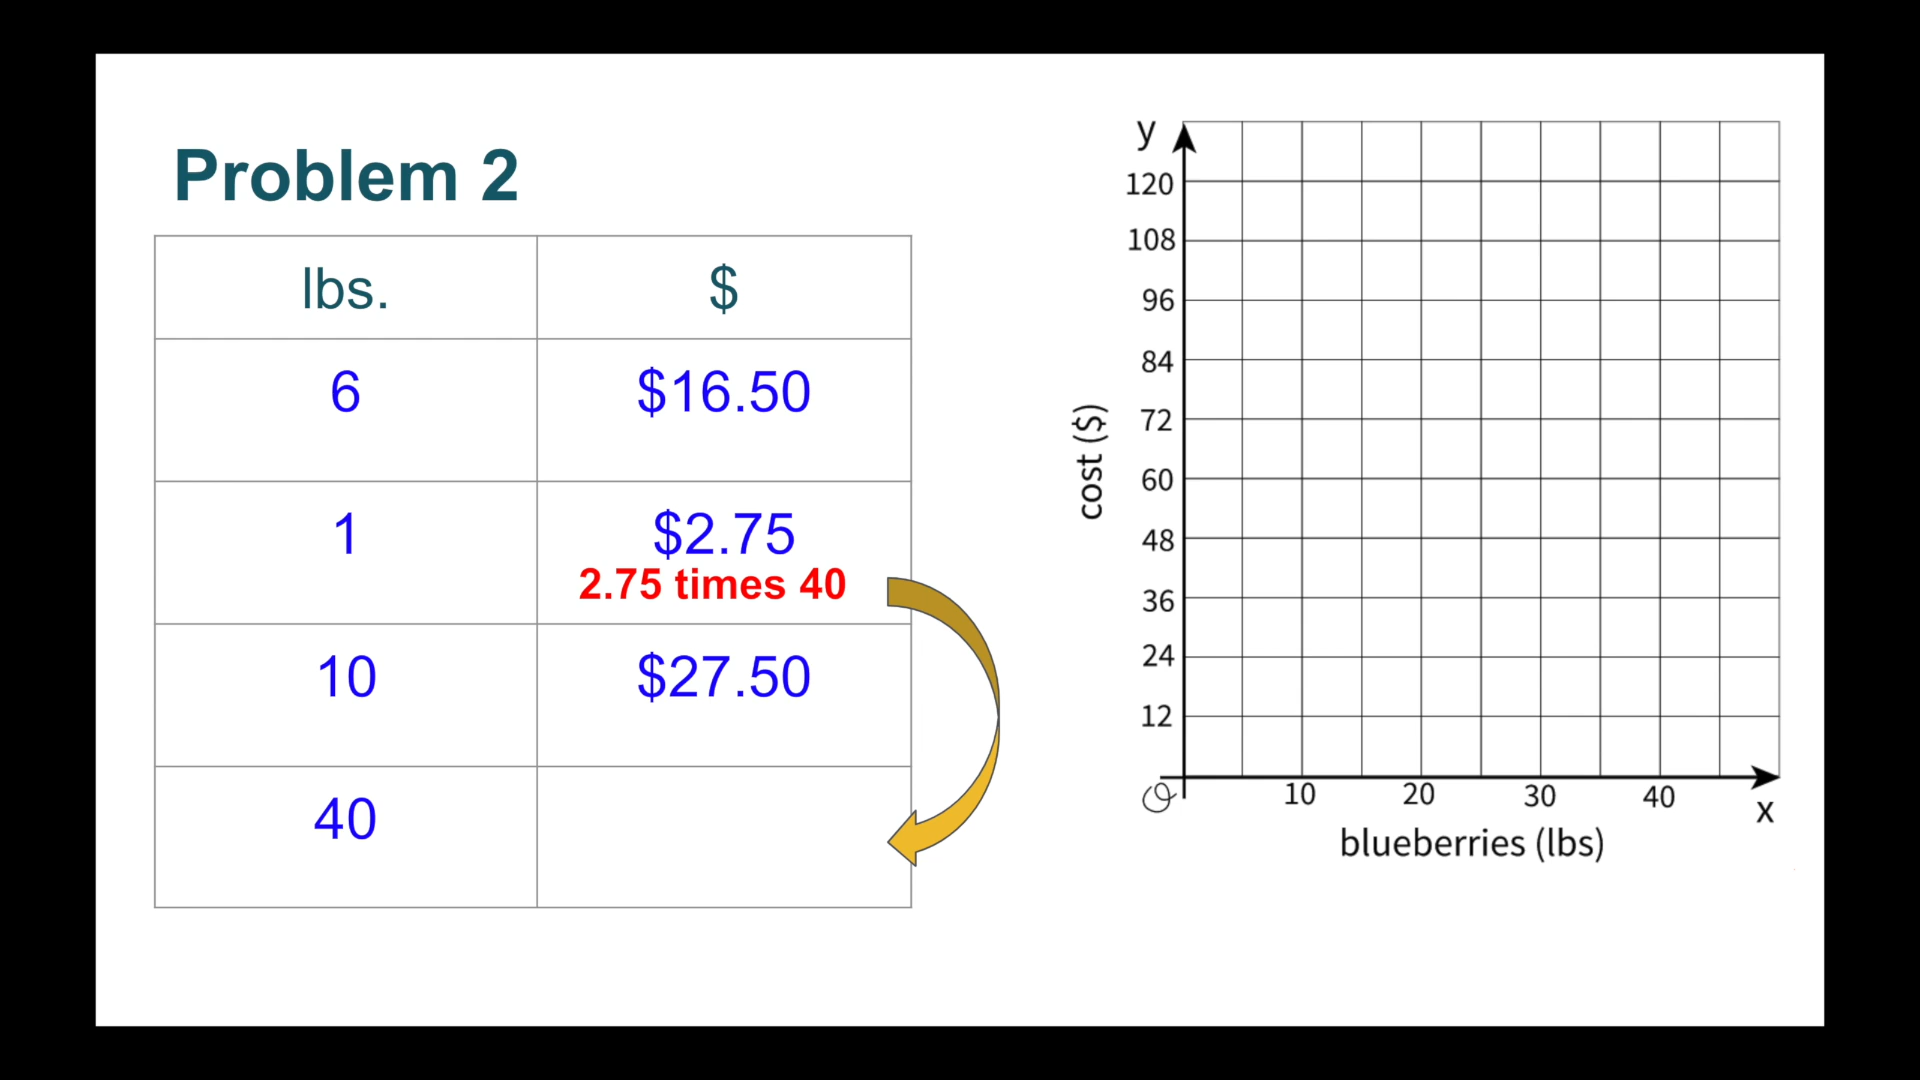 Problem 2
lbs. $
6 $16.50
1 $2.75
2.75 times 40
10 $27.50
40
y
120
108
96
84
72
60
48
36
24
12
cost ($)
O 10 20 30 40 x
blueberries (lbs)